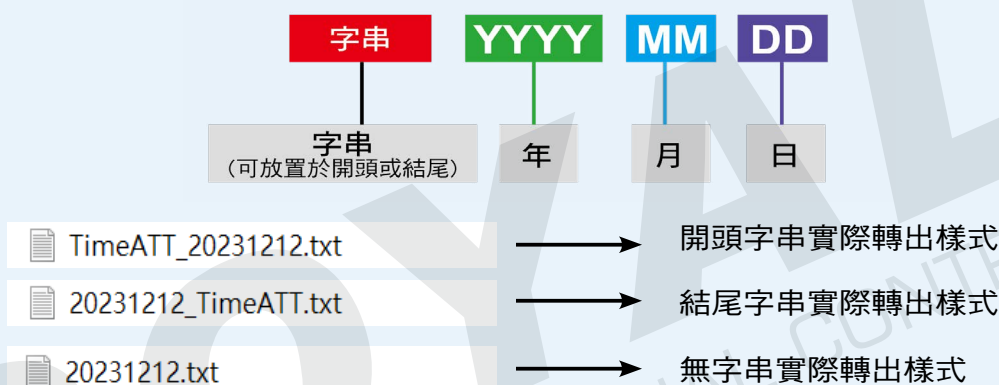 字串 YYYY MM DD
字串 年 月 日
(可放置於開頭或結尾)
TimeATT_20231212.txt 開頭字串實際轉出樣式
20231212_TimeATT.txt 結尾字串實際轉出樣式
20231212.txt 無字串實際轉出樣式